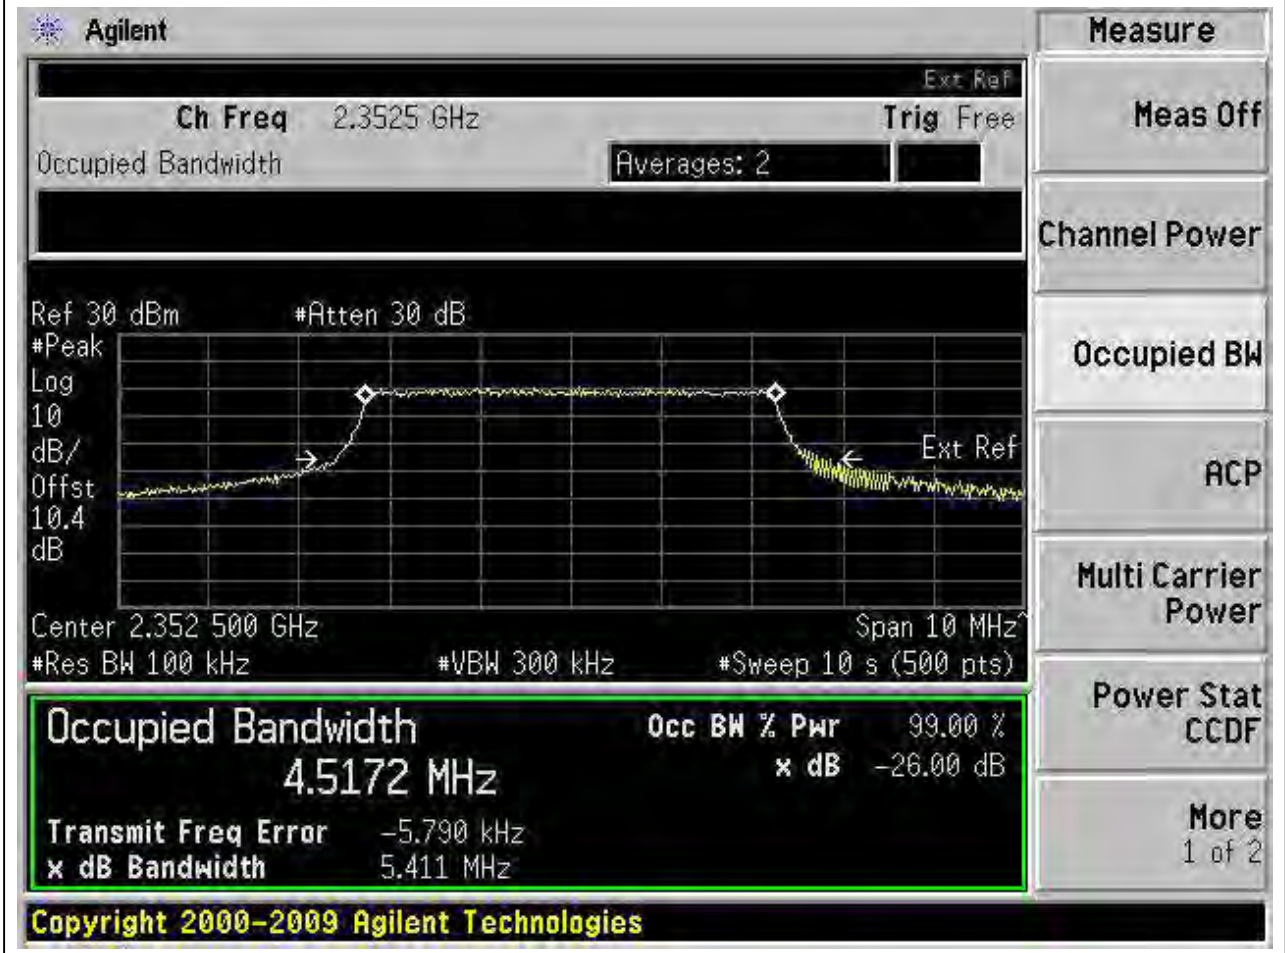 Agilent
Measure
Ext Ref
Ch Freq 2.3525 GHz Trig Free
Meas Off
Occupied Bandwidth Averages: 2
Channel Power
Ref 30 dBm #Atten 30 dB
#Peak
Log
10
dB/
Offst
10.4
dB
Ext Ref
Occupied BW
ACP
Center 2.352 500 GHz Span 10 MHz^
#Res BW 100 kHz #VBW 300 kHz #Sweep 10 s (500 pts)
Multi Carrier
Power
Occupied Bandwidth Occ BW % Pwr 99.00 %
4.5172 MHz x dB -26.00 dB
Transmit Freq Error -5.790 kHz
x dB Bandwidth 5.411 MHz
Power Stat
CCDF
More
1 of 2
Copyright 2000-2009 Agilent Technologies